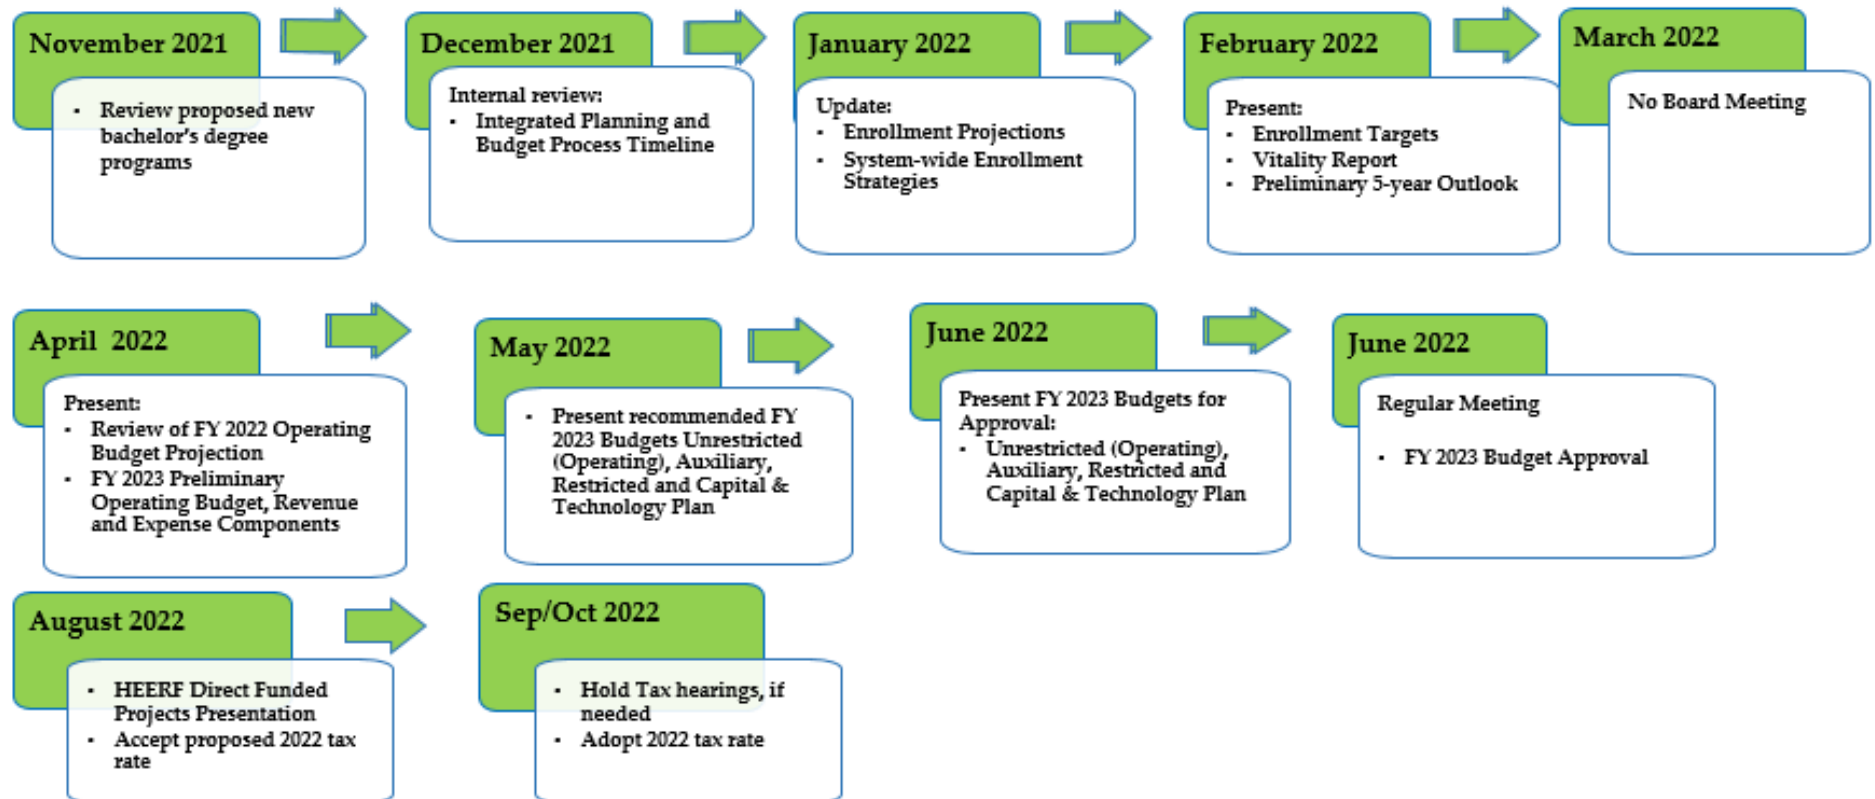 November 2021
• Review proposed new
bachelor's degree
programs
December 2021
Internal review:
• Integrated Planning and
Budget Process Timeline
January 2022
Update:
• Enrollment Projections
• System-wide Enrollment
Strategies
February 2022
Present:
• Enrollment Targets
• Vitality Report
• Preliminary 5-year Outlook
March 2022
No Board Meeting
April 2022
Present:
• Review of FY 2022 Operating
Budget Projection
• FY 2023 Preliminary
Operating Budget, Revenue
and Expense Components
May 2022
• Present recommended FY
2023 Budgets Unrestricted
(Operating), Auxiliary,
Restricted and Capital &
Technology Plan
June 2022
Present FY 2023 Budgets for
Approval:
• Unrestricted (Operating),
Auxiliary, Restricted and
Capital & Technology Plan
June 2022
Regular Meeting
• FY 2023 Budget Approval
August 2022
• HEERF Direct Funded
Projects Presentation
• Accept proposed 2022 tax
rate
Sep/Oct 2022
• Hold Tax hearings, if
needed
• Adopt 2022 tax rate